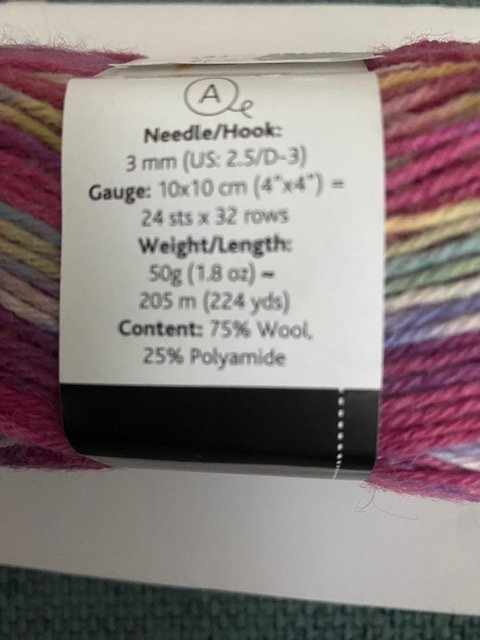 A
Needle/Hook:
3 mm (US: 2.5/D-3)
Gauge: 10x10 cm (4"x4") =
24 sts x 32 rows
Weight/Length:
50g (1.8 oz) ~
205 m (224 yds)
Content: 75% Wool,
25% Polyamide